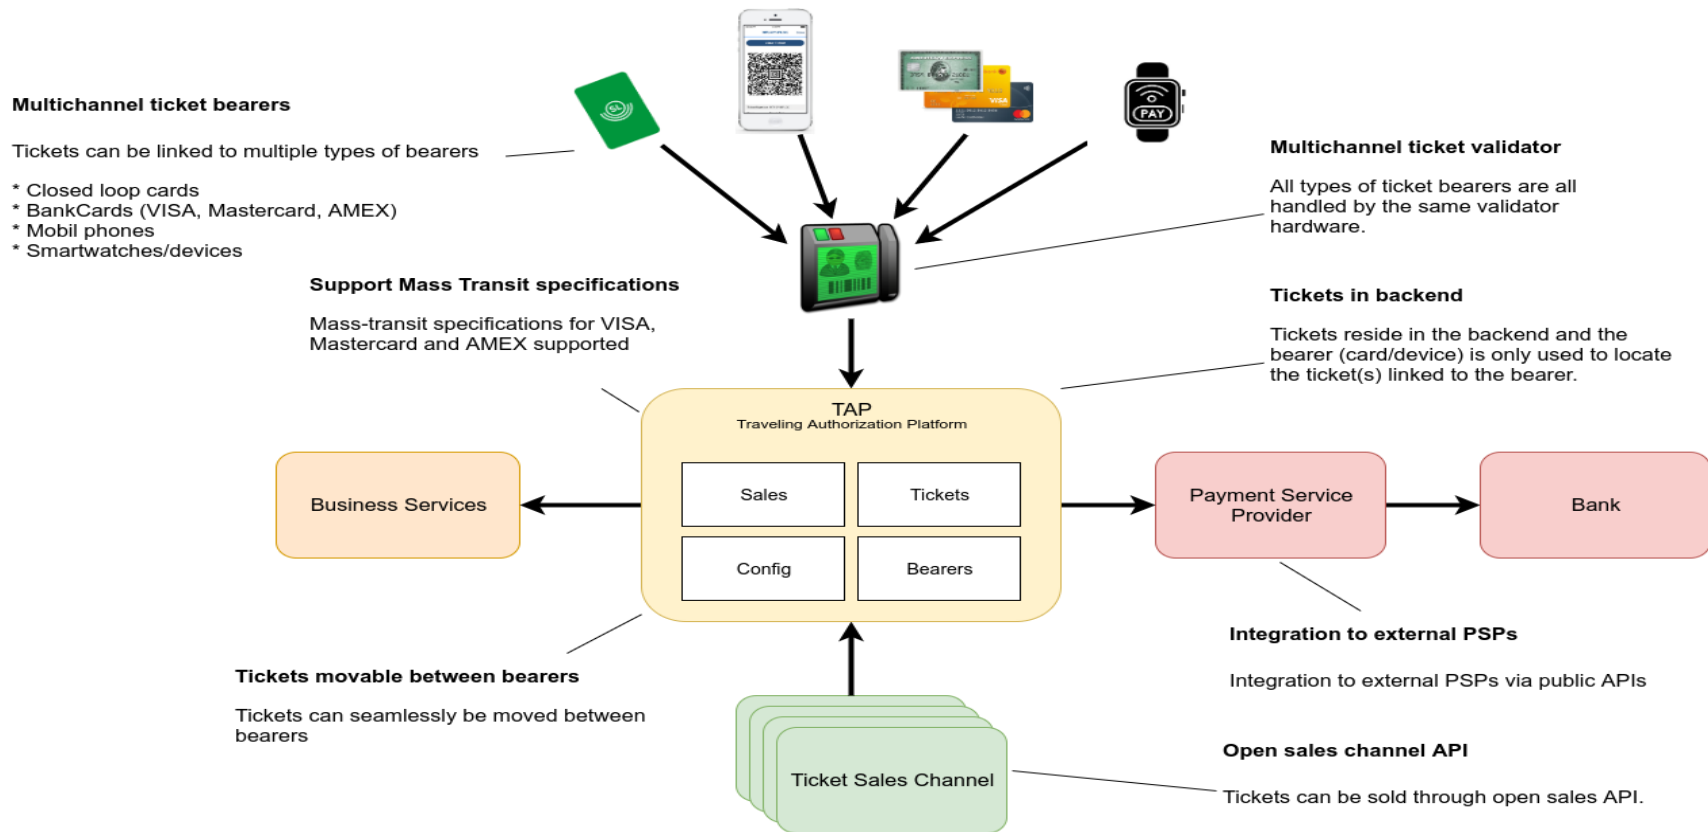 Multichannel ticket bearers
Tickets can be linked to multiple types of bearers
* Closed loop cards
* BankCards (VISA, Mastercard, AMEX)
* Mobil phones
* Smartwatches/devices
SL
VISA
PAY
Multichannel ticket validator
All types of ticket bearers are all
handled by the same validator
hardware.
Support Mass Transit specifications
Mass-transit specifications for VISA,
Mastercard and AMEX supported
Tickets in backend
Tickets reside in the backend and the
bearer (card/device) is only used to locate
the ticket(s) linked to the bearer.
TAP
Traveling Authorization Platform
Sales
Tickets
Config
Bearers
Business Services
Payment Service
Provider
Bank
Tickets movable between bearers
Tickets can seamlessly be moved between
bearers
Integration to external PSPs
Integration to external PSPs via public APIs
Ticket Sales Channel
Open sales channel API
Tickets can be sold through open sales API.